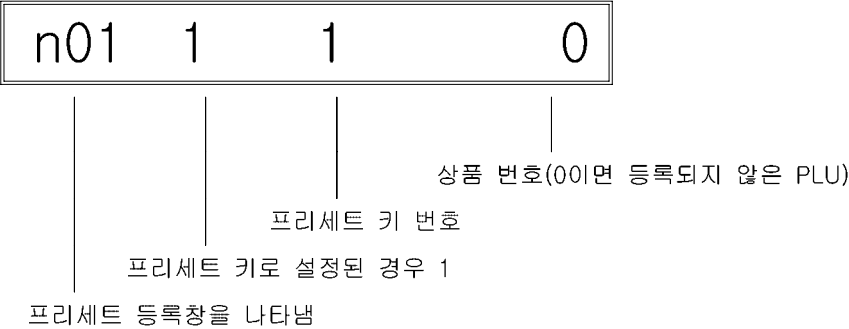 n01 1 1 0
상품 번호(0이면 등록되지 않은 PLU)
프리세트 키 번호
프리세트 키로 설정된 경우 1
프리세트 등록창을 나타냄